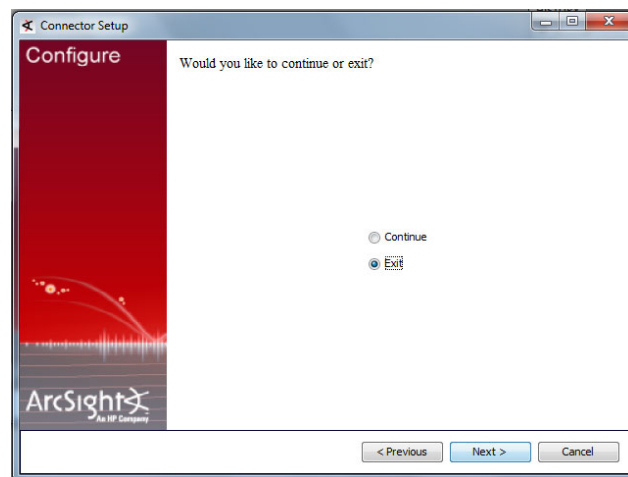 Connector Setup
Configure
Would you like to continue or exit?
Continue
Exit
ArcSight
An HP Company
< Previous
Next >
Cancel